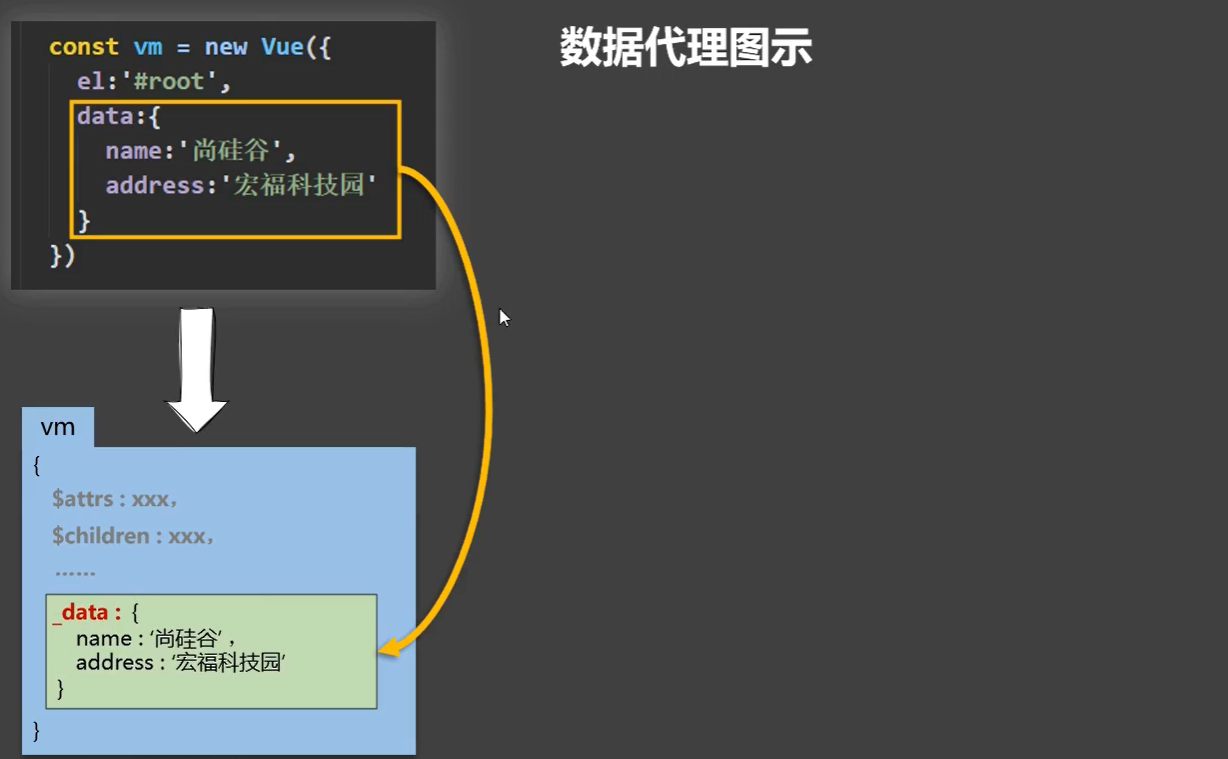 数据代理图示
const vm = new Vue({
el:'#root',
data:{
name:'尚硅谷',
address:'宏福科技园'
}
})
vm
{
$attrs : xxx，
$children : xxx，
……
_data : {
name : ‘尚硅谷’，
address : ‘宏福科技园’
}
}